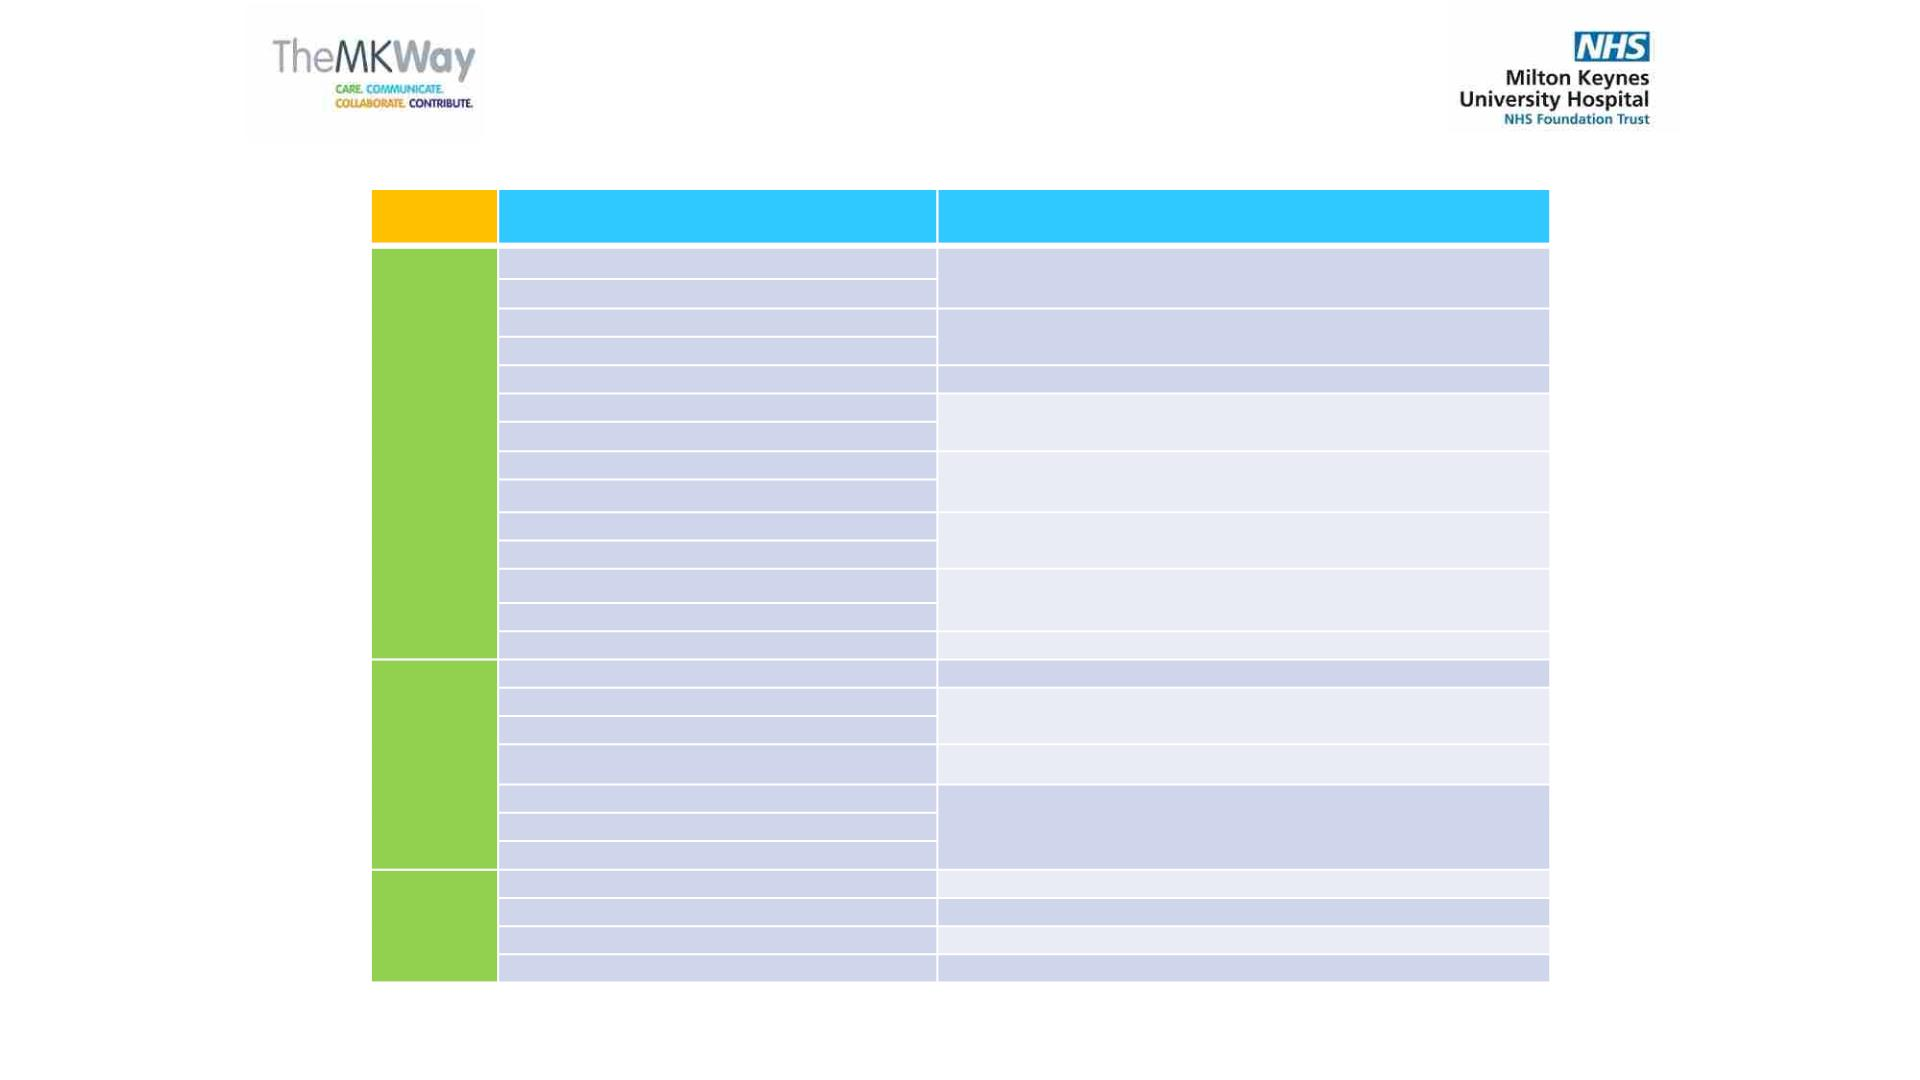 TheMKWay
CARE. COMMUNICATE.
COLLABORATE. CONTRIBUTE.
NHS
Milton Keynes
University Hospital
NHS Foundation Trust